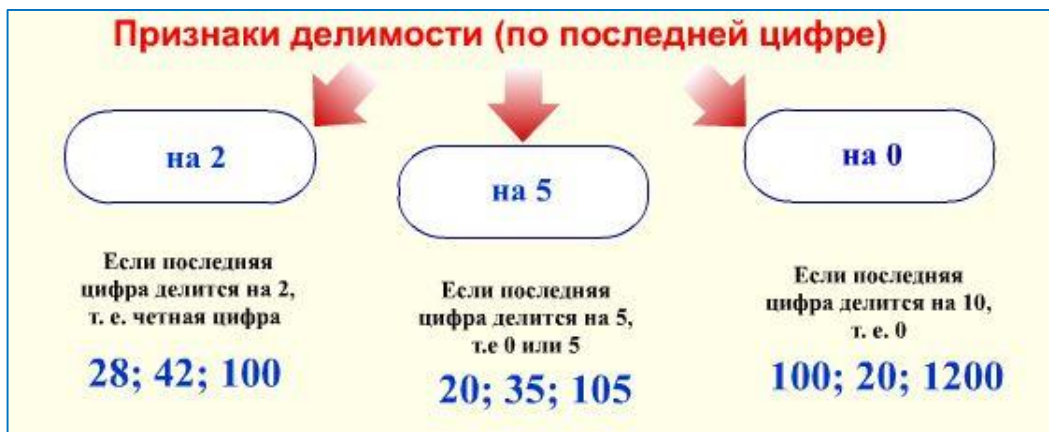 Признаки делимости (по последней цифре)
на 2
Если последняя
цифра делится на 2,
т. е. четная цифра
28; 42; 100
на 5
Если последняя
цифра делится на 5,
т.е 0 или 5
20; 35; 105
на 0
Если последняя
цифра делится на 10,
т. е. 0
100; 20; 1200